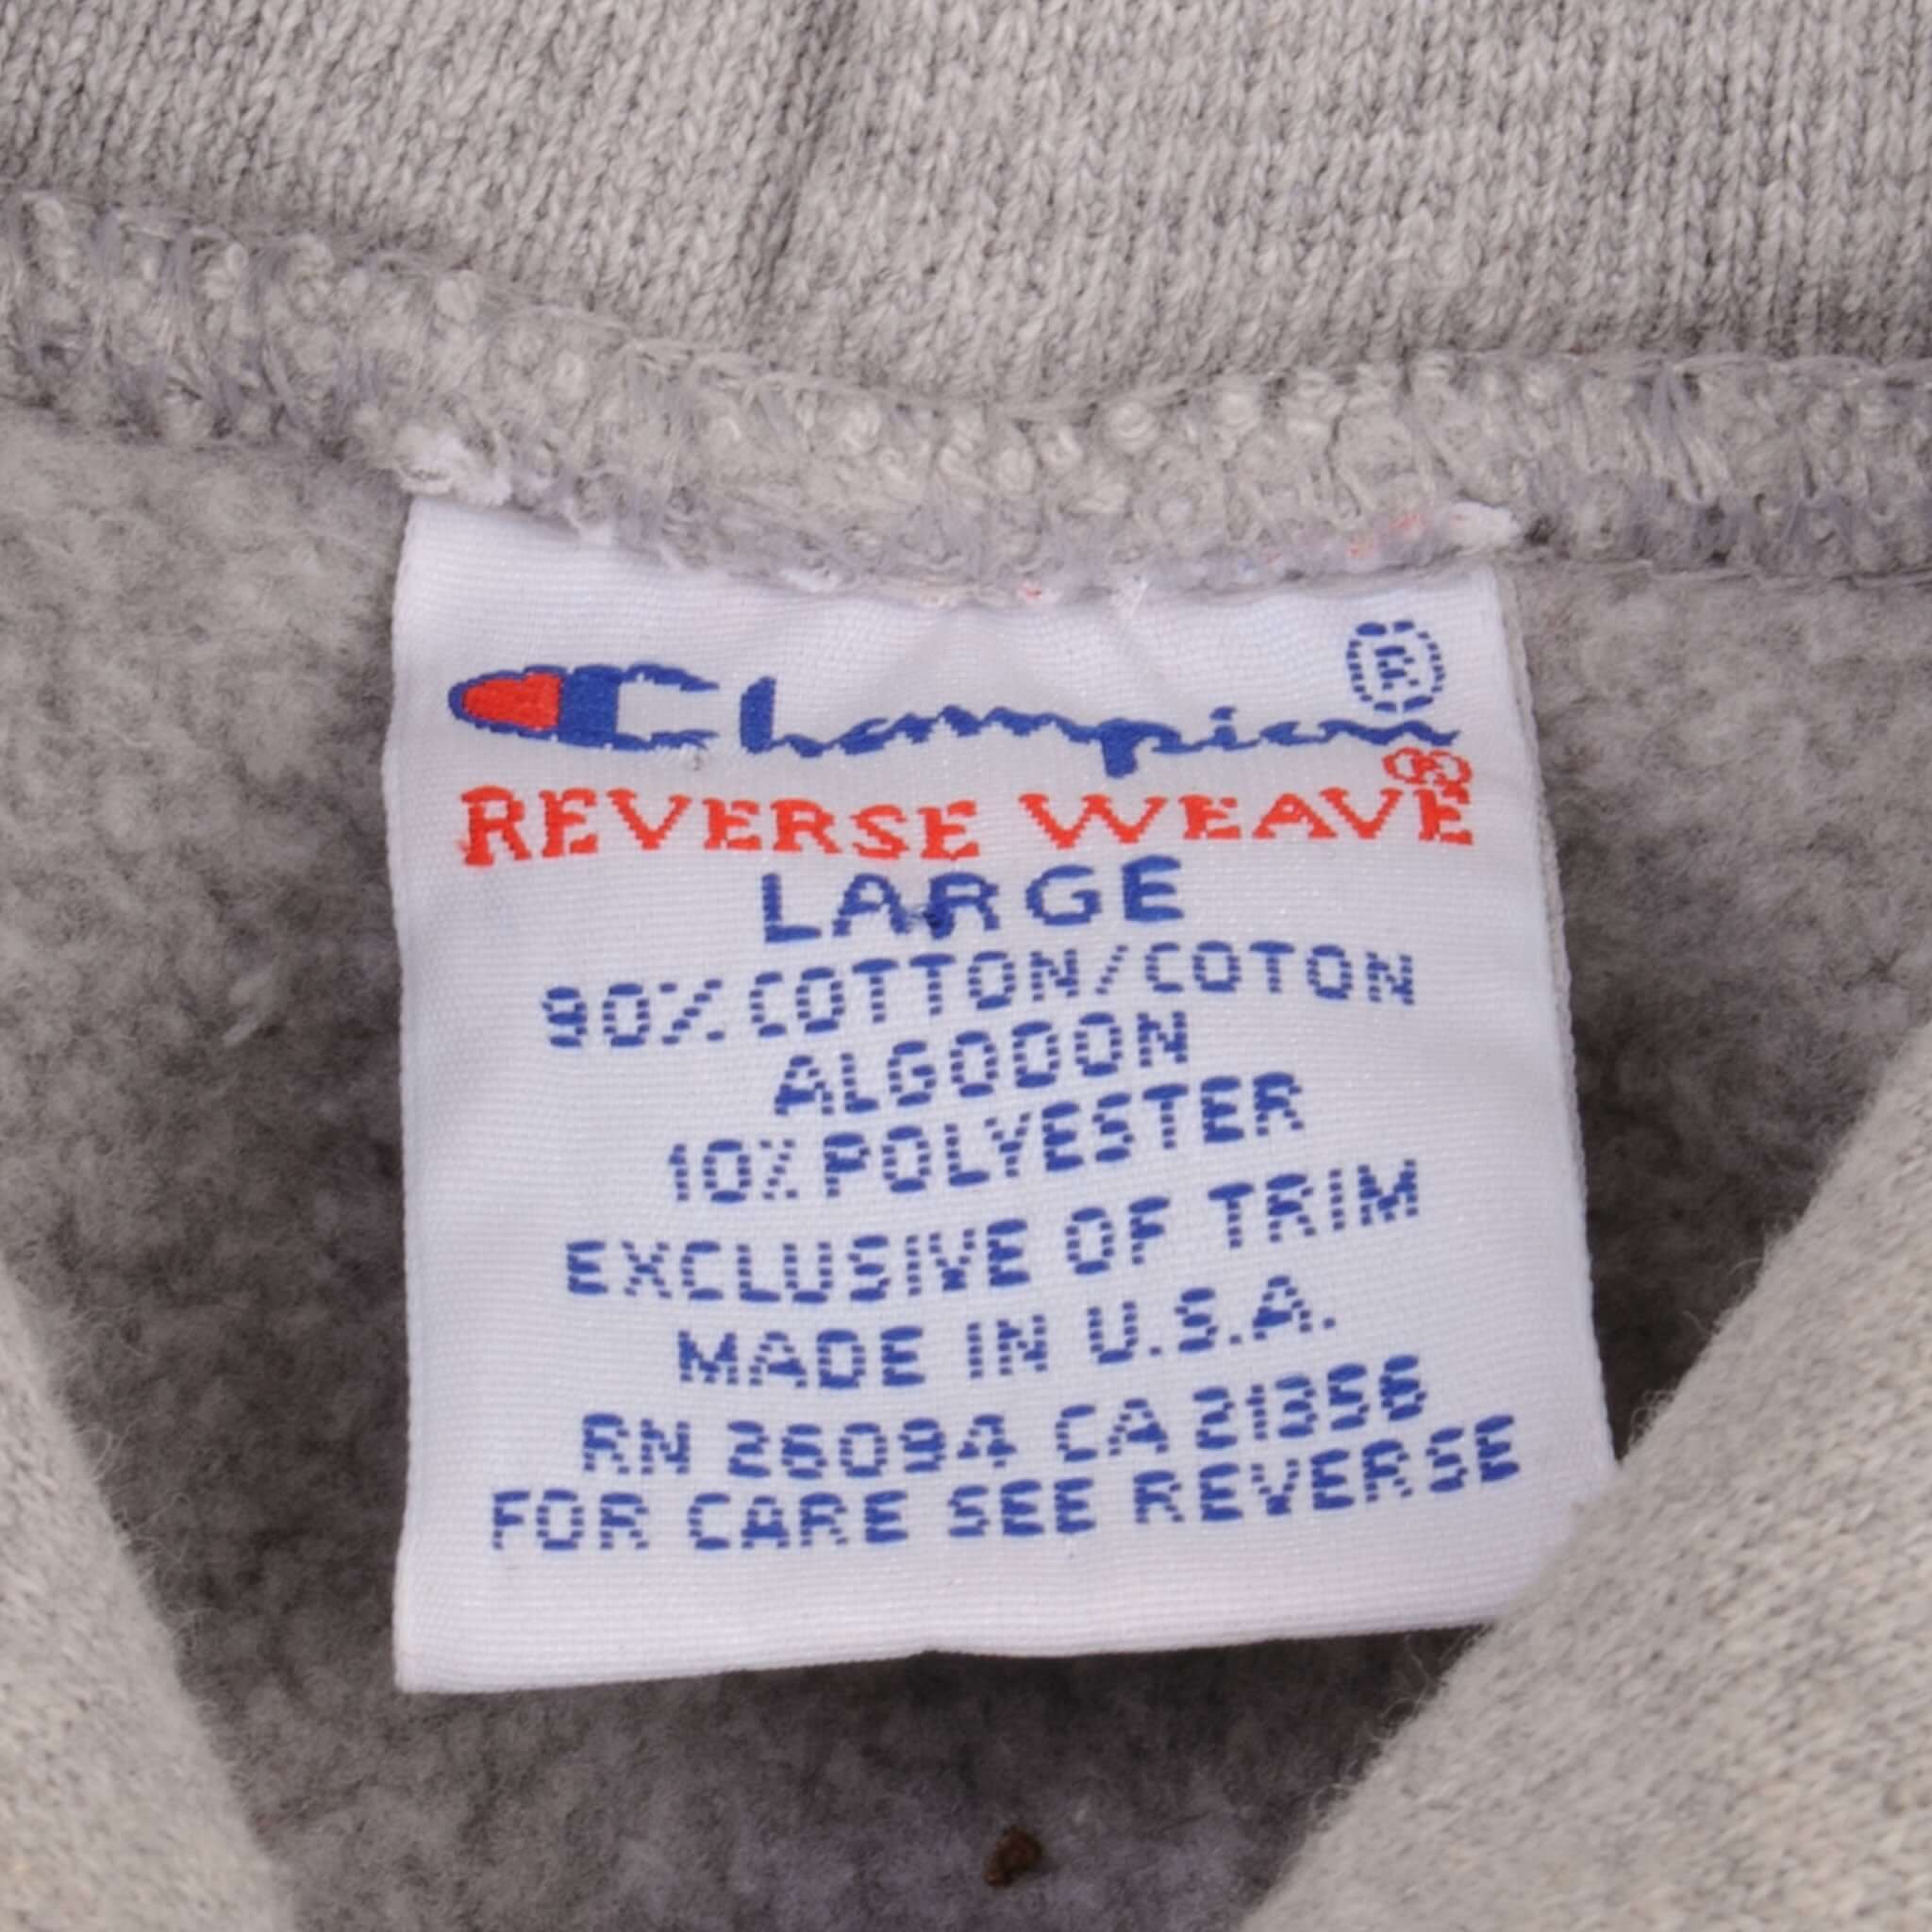 Champion®
REVERSE WEAVE®
LARGE
90% COTTON/COTON
ALGODON
10% POLYESTER
EXCLUSIVE OF TRIM
MADE IN U.S.A.
RN 26094 CA 21356
FOR CARE SEE REVERSE